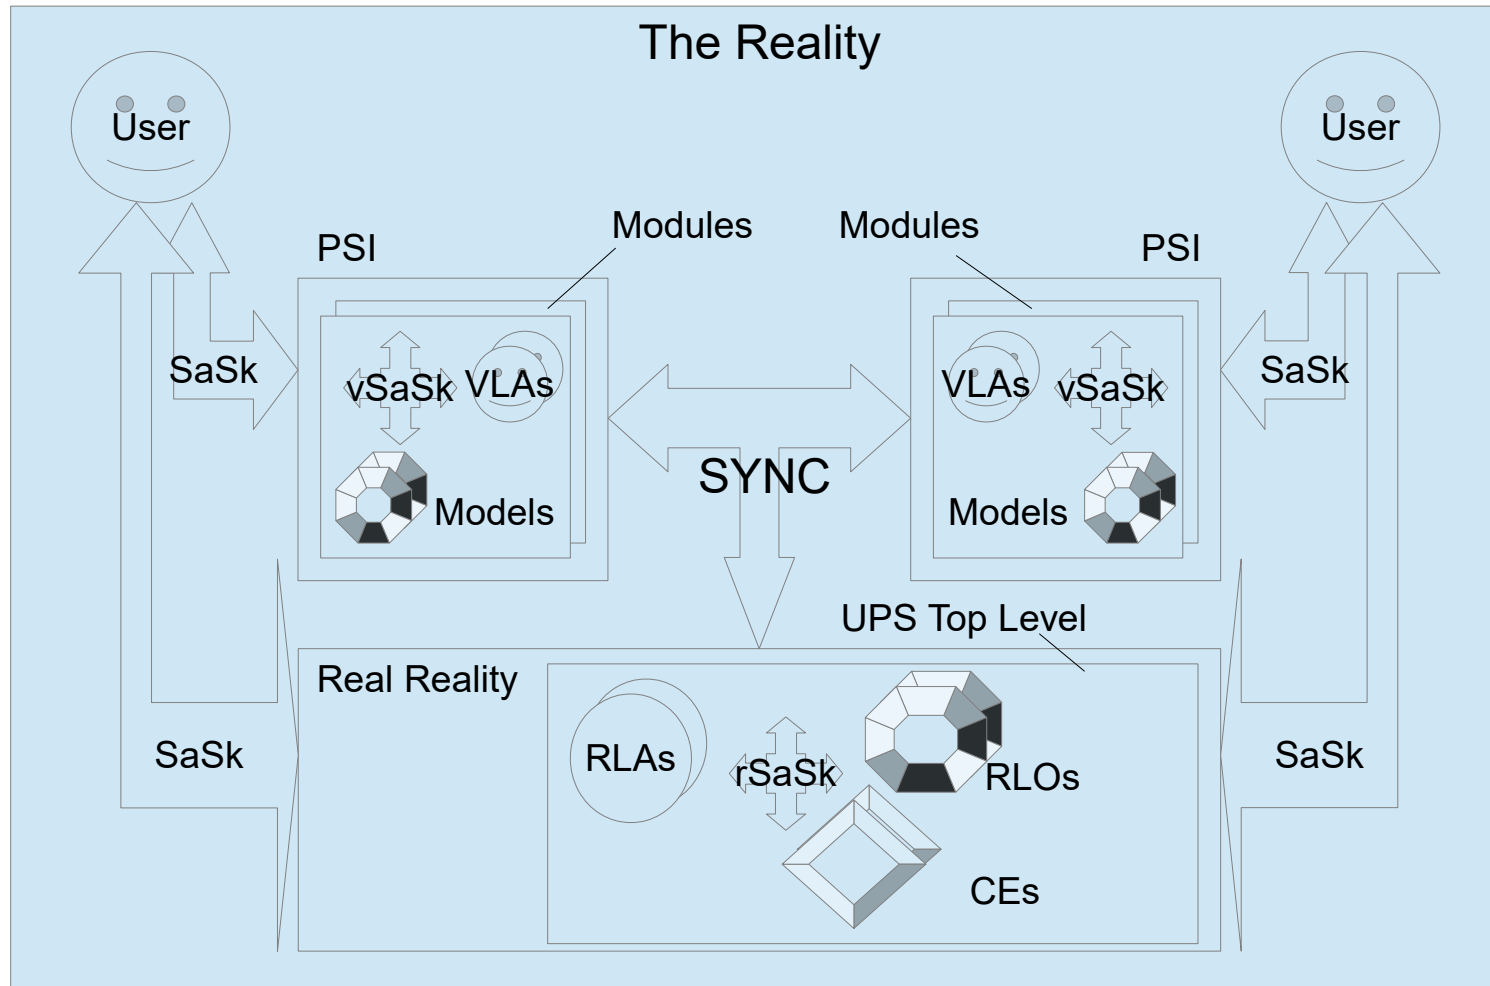 The Reality
User
User
Modules
Modules
PSI
PSI
SaSk
vSaSk
VLAs
VLAs
vSaSk
SaSk
SYNC
Models
Models
UPS Top Level
Real Reality
SaSk
RLAs
rSaSk
RLOs
SaSk
CEs